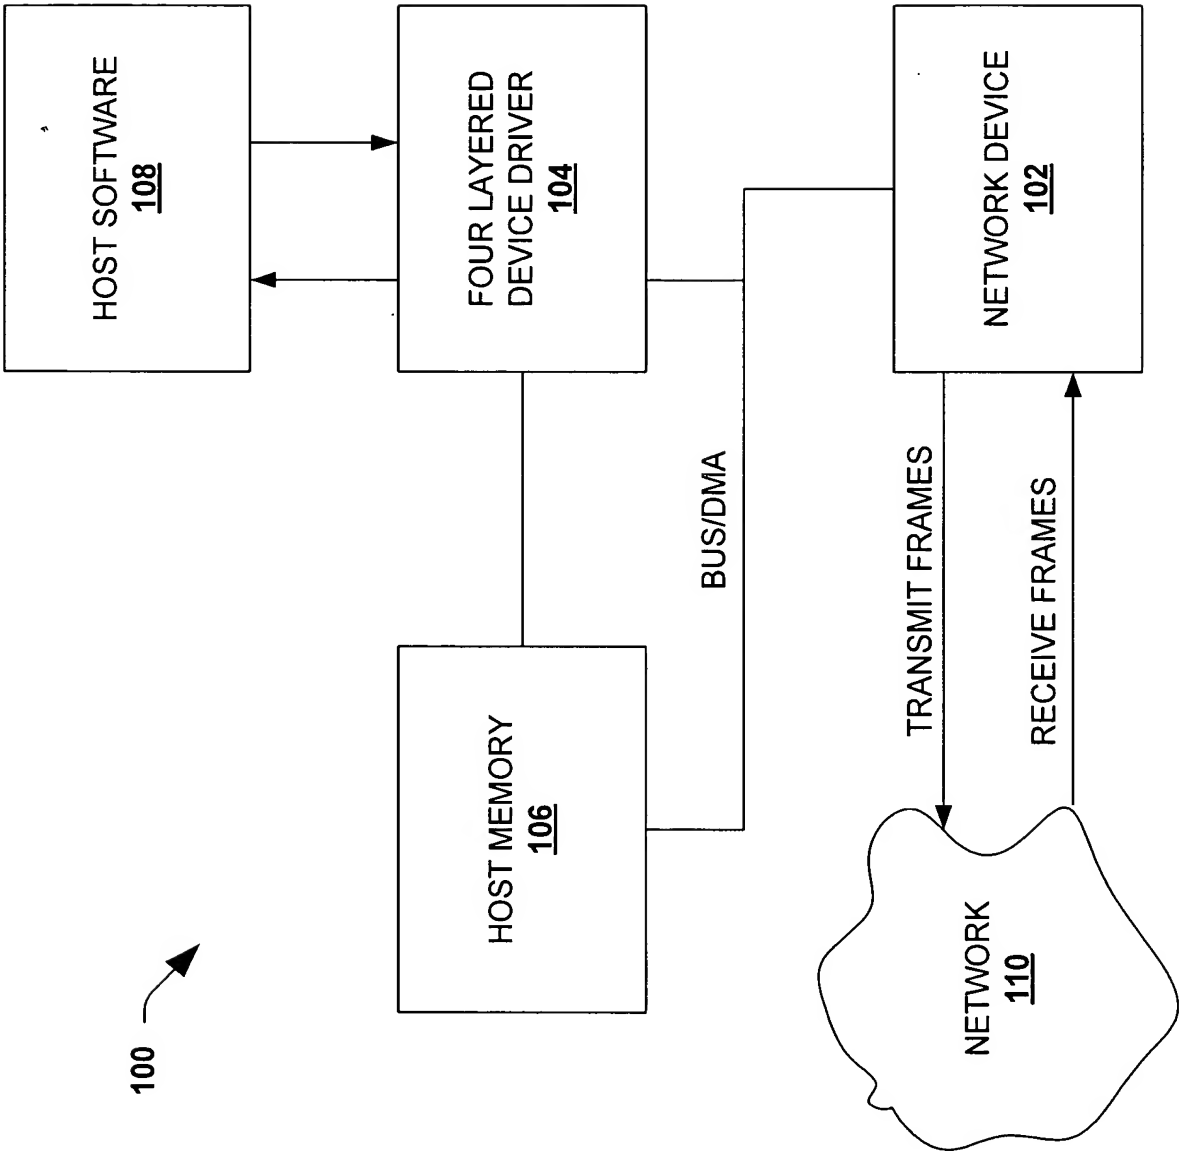 100
HOST SOFTWARE
108
HOST MEMORY
106
FOUR LAYERED
DEVICE DRIVER
104
BUS/DMA
NETWORK
110
TRANSMIT FRAMES
RECEIVE FRAMES
NETWORK DEVICE
102